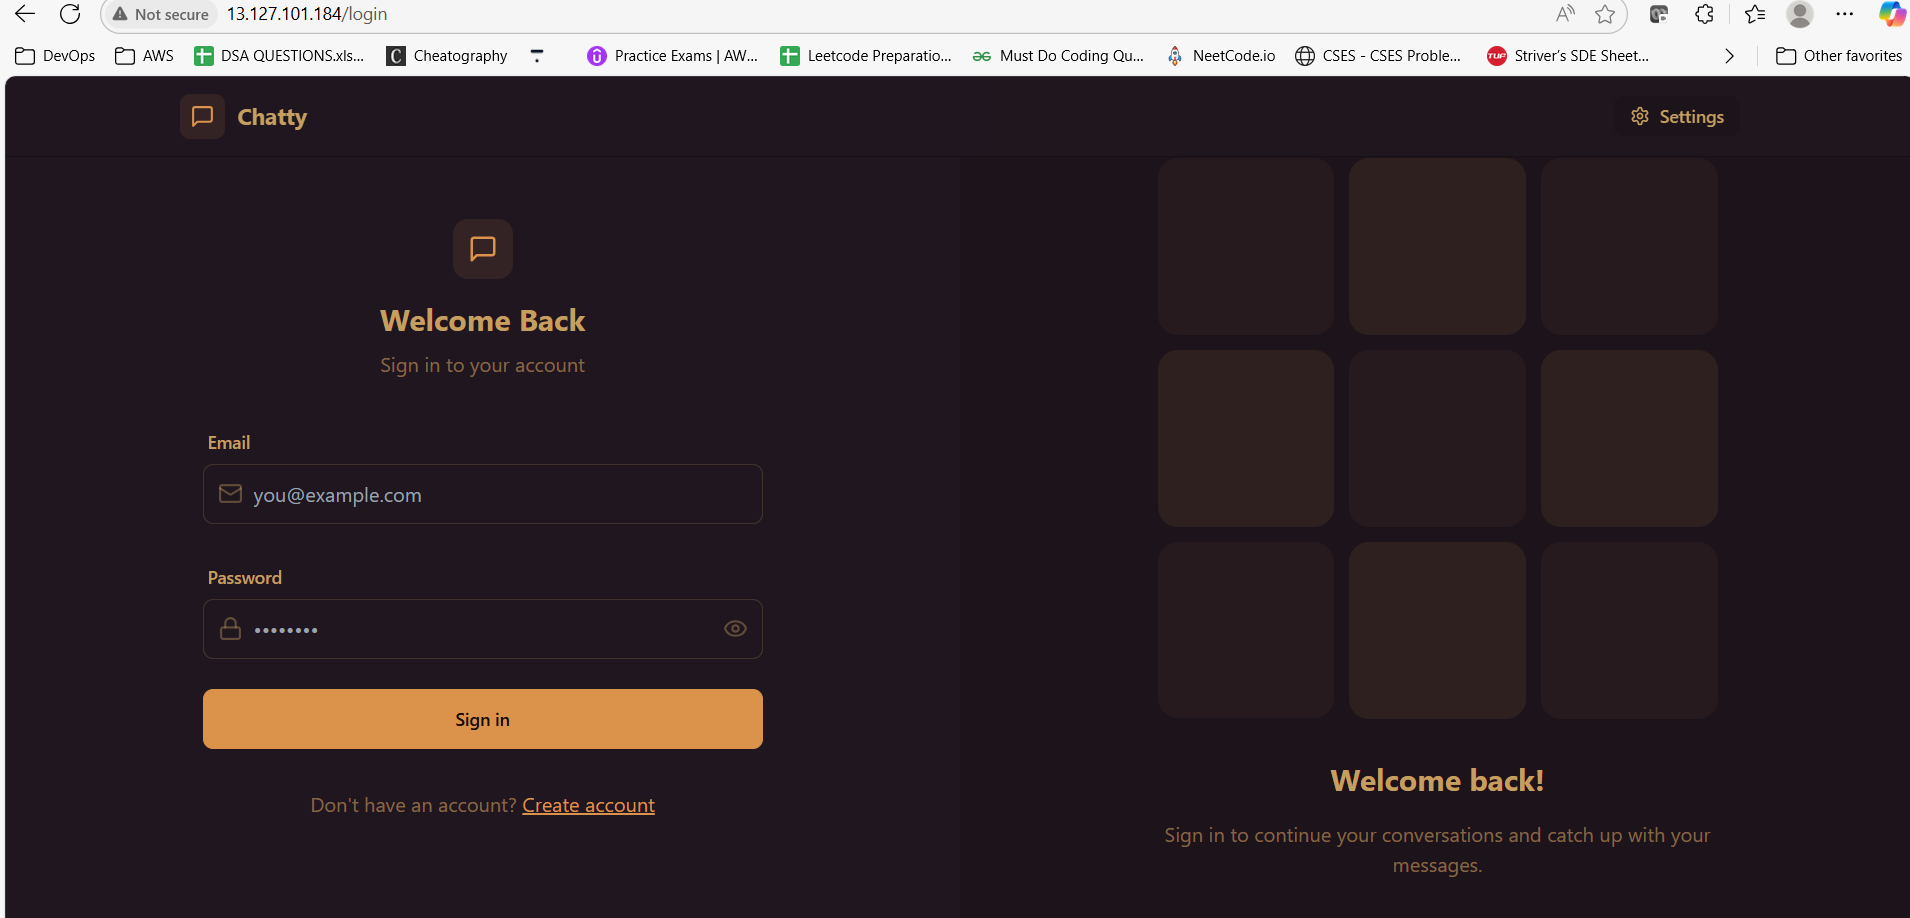 Not secure 13.127.101.184/login
DevOps AWS DSA QUESTIONS.xls... Cheatography Practice Exams | AW... Leetcode Preparatio... Must Do Coding Qu... NeetCode.io CSES - CSES Proble... Striver's SDE Sheet... Other favorites
Chatty
Settings
Welcome Back
Sign in to your account
Email
you@example.com
Password
••••••••
Sign in
Don't have an account? Create account
Welcome back!
Sign in to continue your conversations and catch up with your
messages.